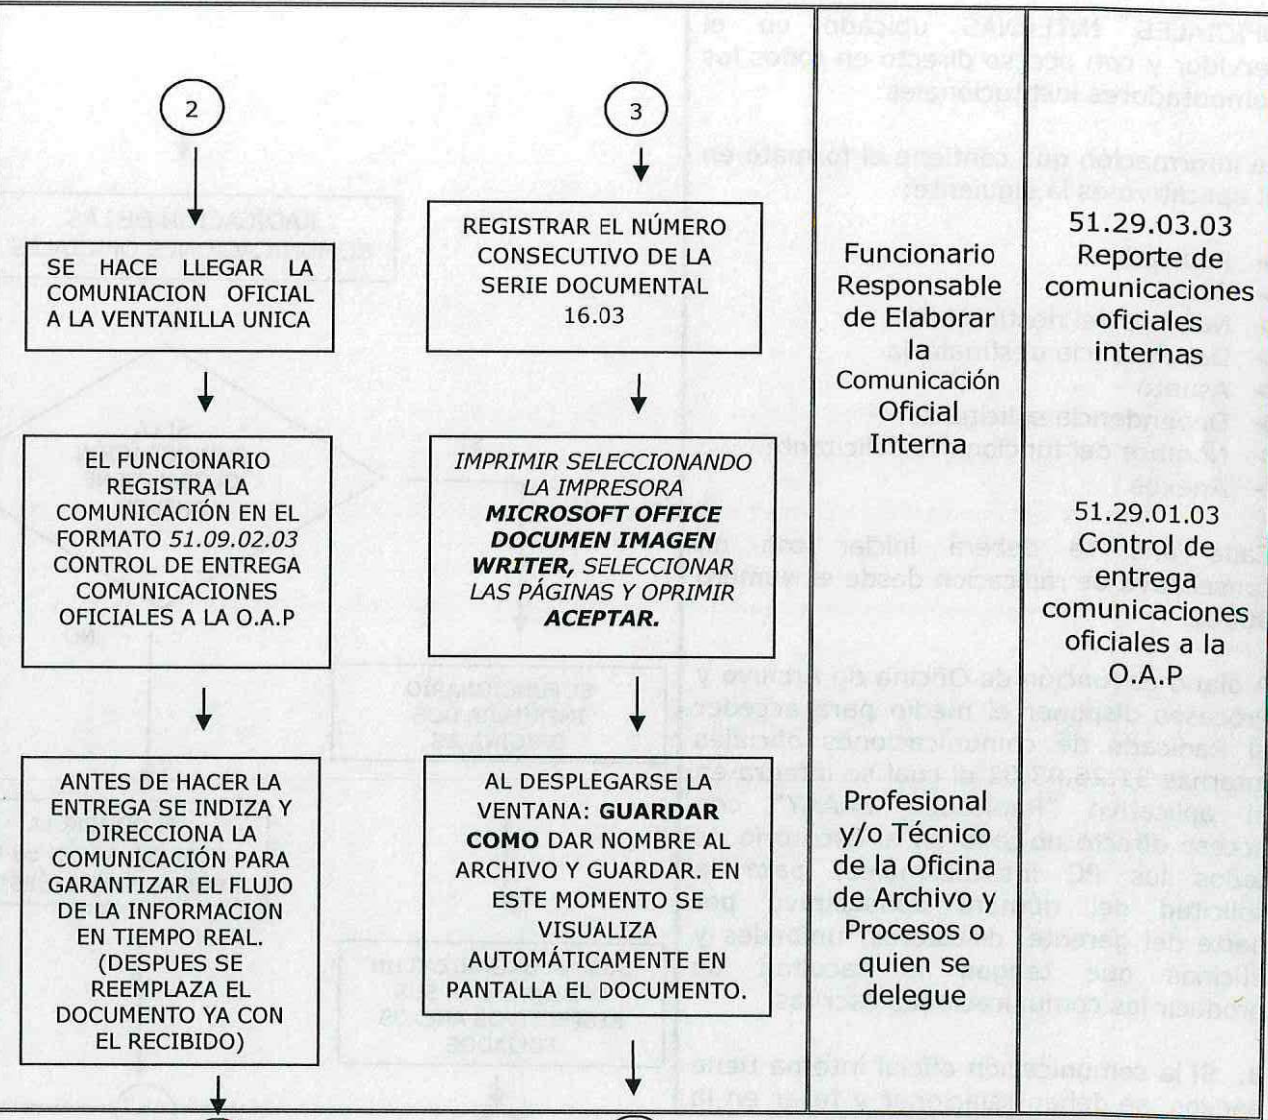 2
SE HACE LLEGAR LA
COMUNIACION OFICIAL
A LA VENTANILLA UNICA
EL FUNCIONARIO
REGISTRA LA
COMUNICACIÓN EN EL
FORMATO 51.09.02.03
CONTROL DE ENTREGA
COMUNICACIONES
OFICIALES A LA O.A.P
ANTES DE HACER LA
ENTREGA SE INDIZA Y
DIRECCIONA LA
COMUNICACIÓN PARA
GARANTIZAR EL FLUJO
DE LA INFORMACION
EN TIEMPO REAL.
(DESPUES SE
REEMPLAZA EL
DOCUMENTO YA CON
EL RECIBIDO)
3
REGISTRAR EL NÚMERO
CONSECUTIVO DE LA
SERIE DOCUMENTAL
16.03
IMPRIMIR SELECCIONANDO
LA IMPRESORA
MICROSOFT OFFICE
DOCUMEN IMAGEN
WRITER, SELECCIONAR
LAS PÁGINAS Y OPRIMIR
ACEPTAR.
AL DESPLEGARSE LA
VENTANA: GUARDAR
COMO DAR NOMBRE AL
ARCHIVO Y GUARDAR. EN
ESTE MOMENTO SE
VISUALIZA
AUTOMÁTICAMENTE EN
PANTALLA EL DOCUMENTO.
Funcionario
Responsable
de Elaborar
la
Comunicación
Oficial
Interna
Profesional
y/o Técnico
de la Oficina
de Archivo y
Procesos o
quien se
delegue
51.29.03.03
Reporte de
comunicaciones
oficiales
internas
51.29.01.03
Control de
entrega
comunicaciones
oficiales a la
O.A.P